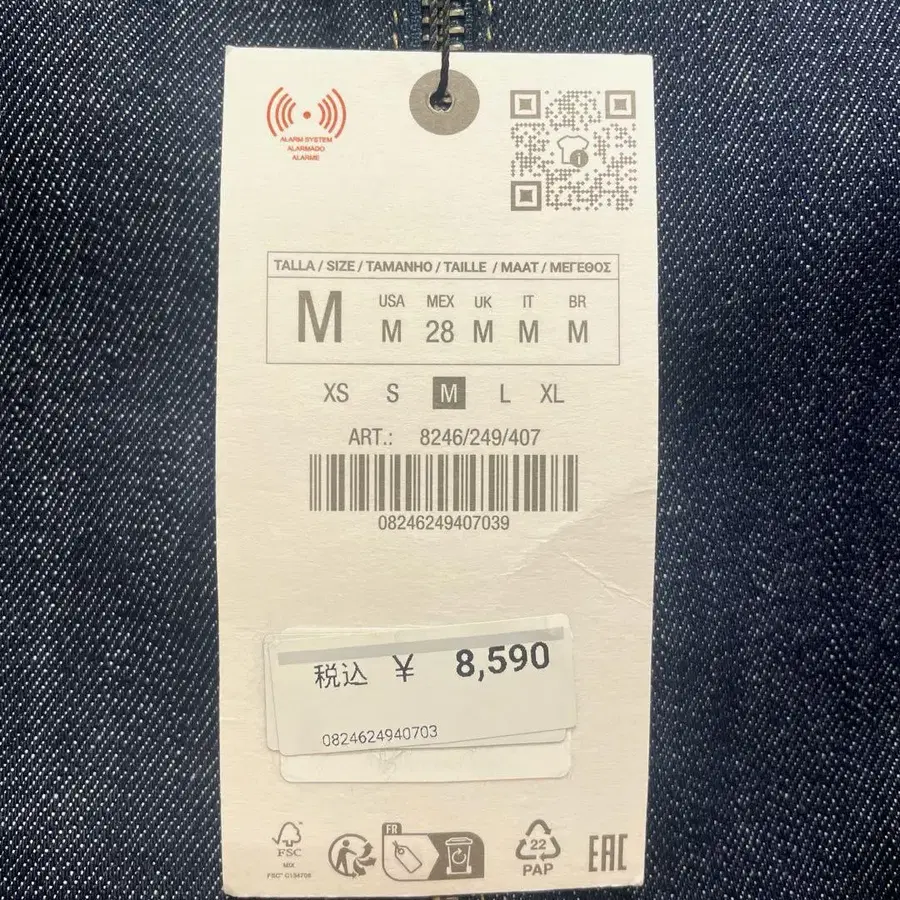 ALARM SYSTEM
ALARMADO
ALARME
TALLA / SIZE / TAMANHO / TAILLE / MAAT / ΜΕΓΕΘΟΣ
M
USA MEX UK IT BR
M 28 M M M
XS S M L XL
ART.: 8246/249/407
08246249407039
税込 ¥ 8,590
0824624940703
FSC
MIX
FR
22
PAP
EAC